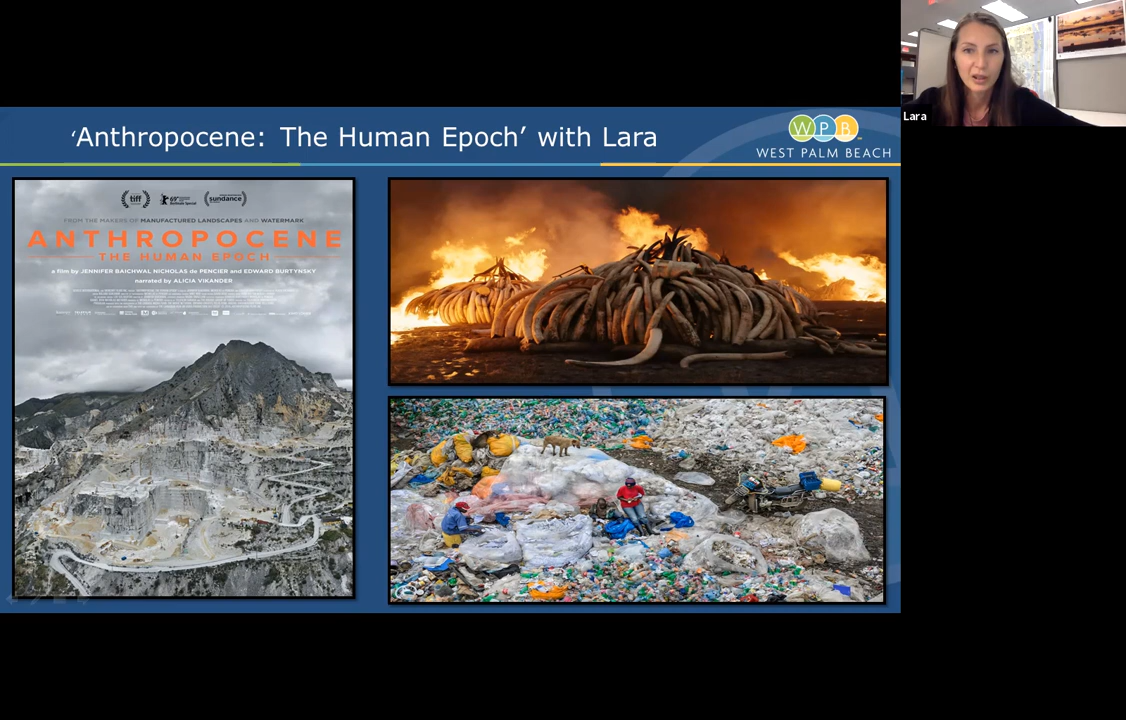 ‘Anthropocene: The Human Epoch’ with Lara
WPB
WEST PALM BEACH
tiff
sundance
FROM THE MAKERS OF MANUFACTURED LANDSCAPES AND WATERMARK
ANTHROPOCENE
THE HUMAN EPOCH
a film by JENNIFER BAICHWAL NICHOLAS de PENCIER and EDWARD BURTYNSKY
narrated by ALICIA VIKANDER
Lara